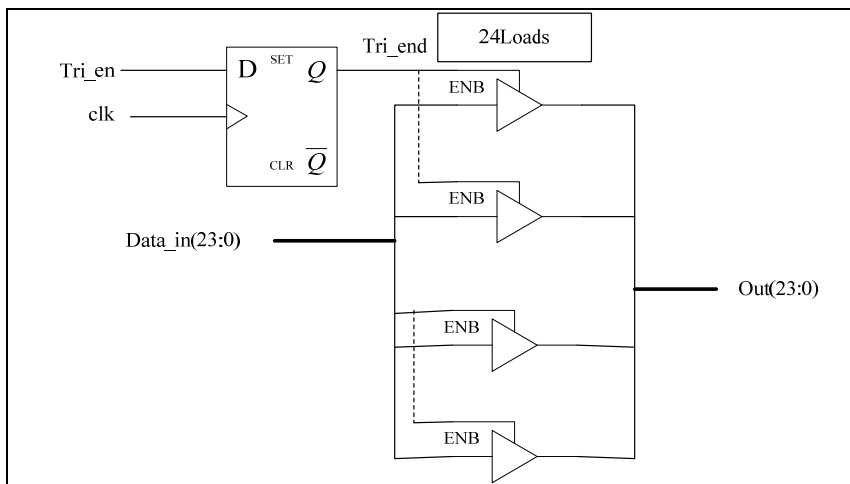 Tri_end
24Loads
Tri_en
D
SET
Q
ENB
clk
CLR
Q
ENB
Data_in(23:0)
Out(23:0)
ENB
ENB